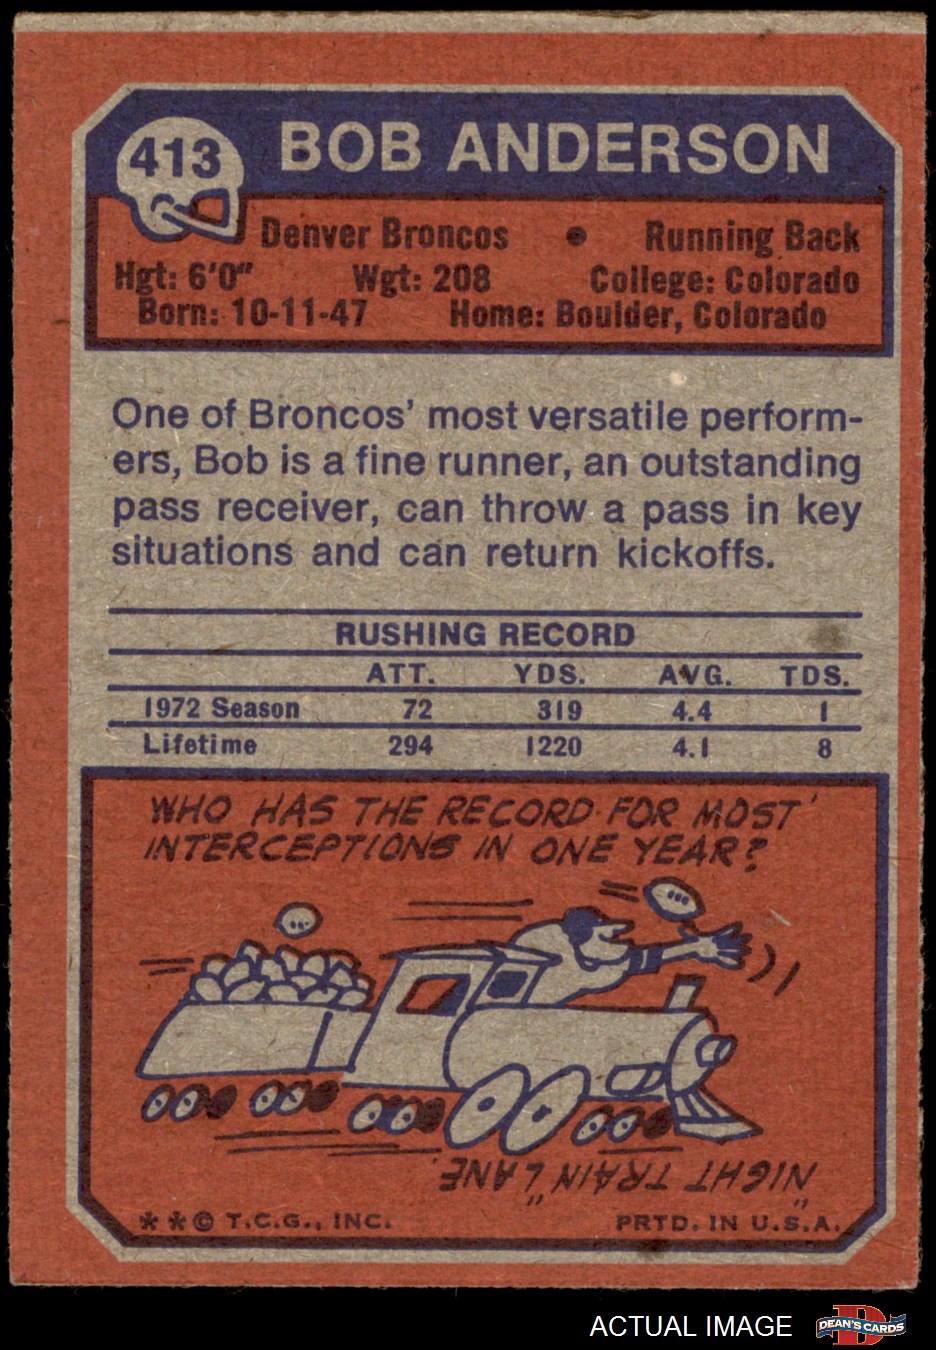 413
BOB ANDERSON
Denver Broncos • Running Back
Hgt: 6'0" Wgt: 208 College: Colorado
Born: 10-11-47 Home: Boulder, Colorado
One of Broncos' most versatile perform-
ers, Bob is a fine runner, an outstanding
pass receiver, can throw a pass in key
situations and can return kickoffs.
RUSHING RECORD
ATT. YDS. AVG. TDS.
1972 Season 72 319 4.4 1
Lifetime 294 1220 4.1 8
WHO HAS THE RECORD FOR MOST
INTERCEPTIONS IN ONE YEAR?
"NIGHT TRAIN" LANE.
* * © T.C.G., INC. PRTD. IN U.S.A.
ACTUAL IMAGE
DEAN'S CARDS